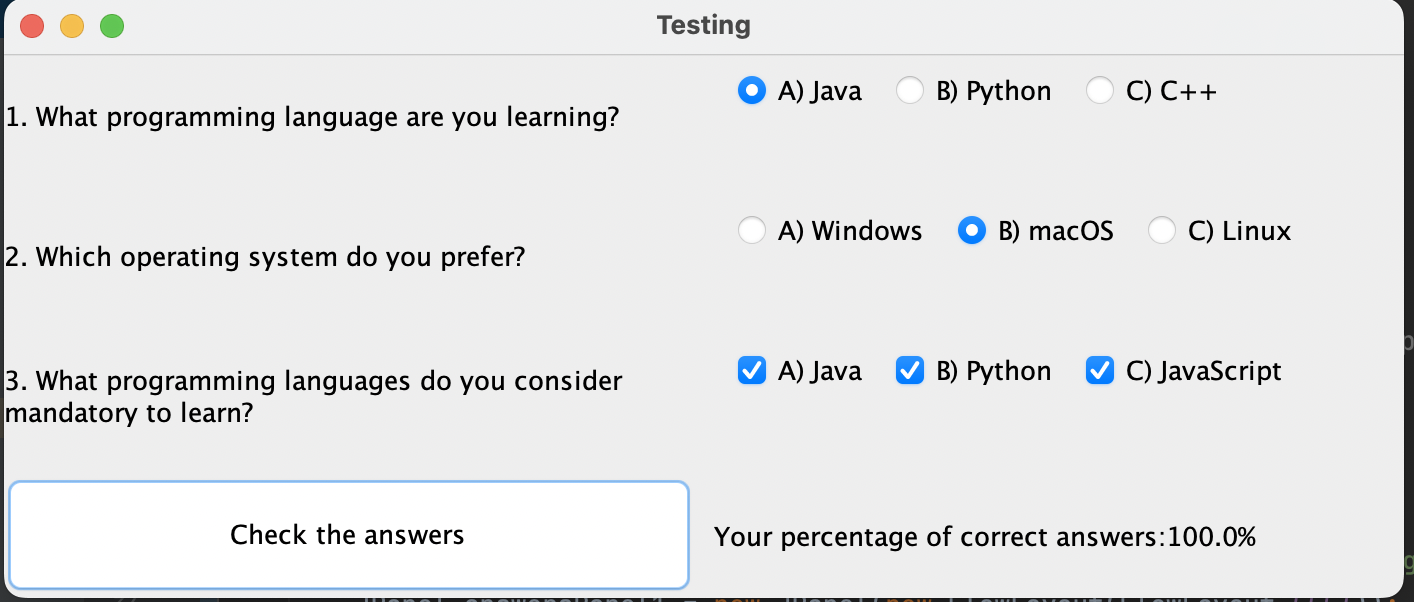 Testing
1. What programming language are you learning?
A) Java B) Python C) C++
2. Which operating system do you prefer?
A) Windows B) macOS C) Linux
3. What programming languages do you consider
mandatory to learn?
A) Java B) Python C) JavaScript
Check the answers
Your percentage of correct answers:100.0%